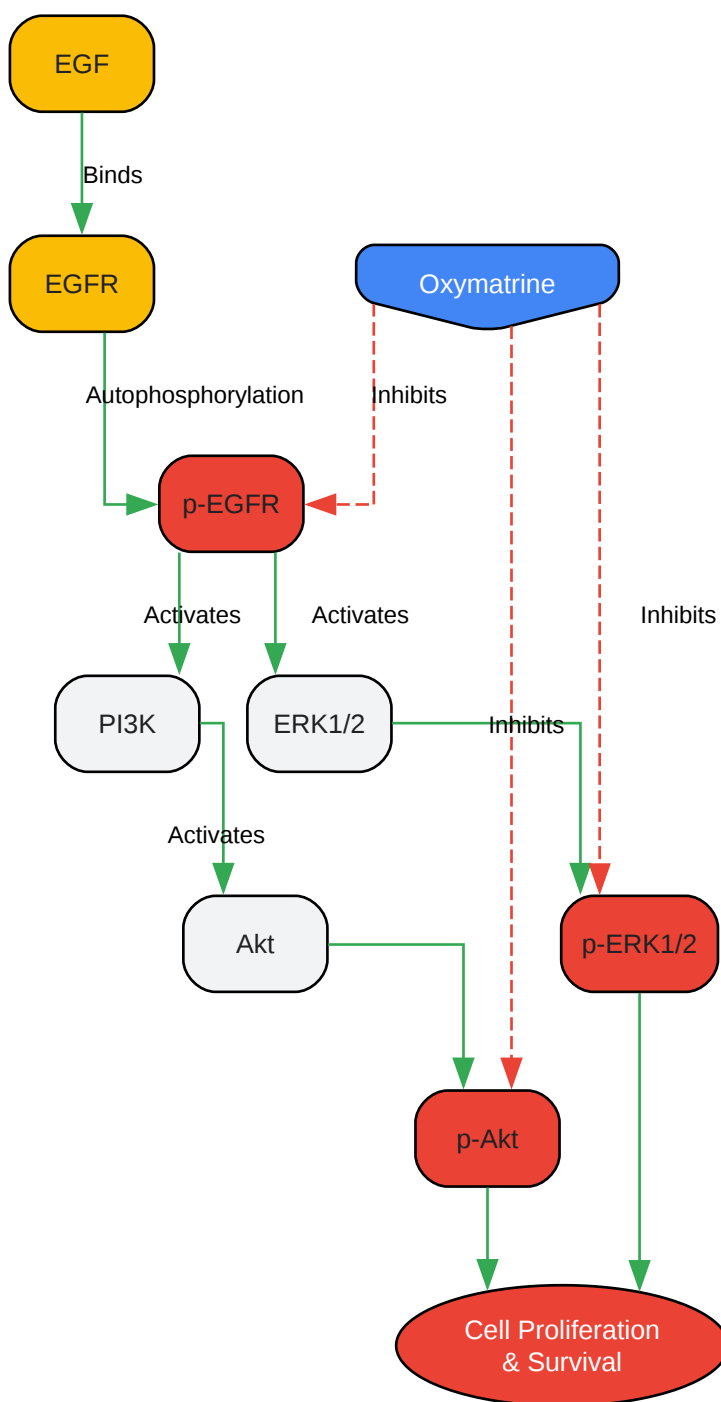 EGF
Binds
EGFR
Oxymatrine
Autophosphorylation
Inhibits
p-EGFR
Activates
Activates
Inhibits
PI3K
ERK1/2
Inhibits
Activates
Akt
p-ERK1/2
p-Akt
Cell Proliferation
& Survival